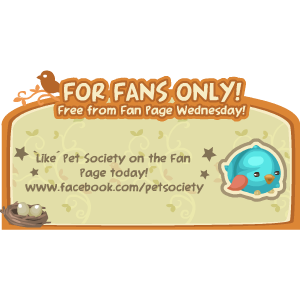 FOR FANS ONLY!
Free from Fan Page Wednesday!
"Like" Pet Society on the Fan
Page today!
www.facebook.com/petsociety